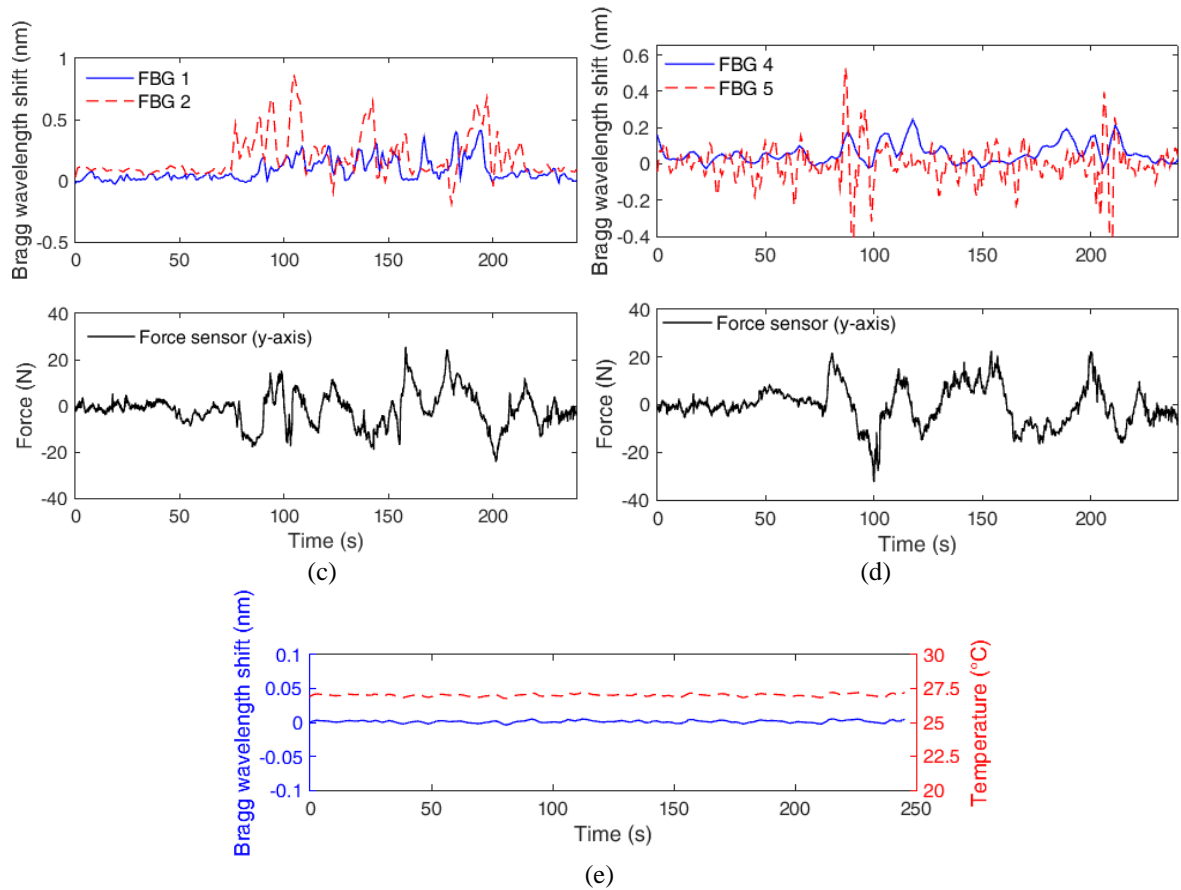 (c)
Bragg wavelength shift (nm)
1
0.5
0
-0.5
FBG 1
FBG 2
0 50 100 150 200
Bragg wavelength shift (nm)
0.6
0.4
0.2
0
-0.2
-0.4
FBG 4
FBG 5
0 50 100 150 200
Force (N)
40
20
0
-20
-40
Force sensor (y-axis)
0 50 100 150 200
Time (s)
(c)
Force (N)
40
20
0
-20
-40
Force sensor (y-axis)
0 50 100 150 200
Time (s)
(d)
Bragg wavelength shift (nm)
0.1
0.05
0
-0.05
-0.1
30
27.5
25
22.5
20
Temperature (°C)
0 50 100 150 200 250
Time (s)
(e)